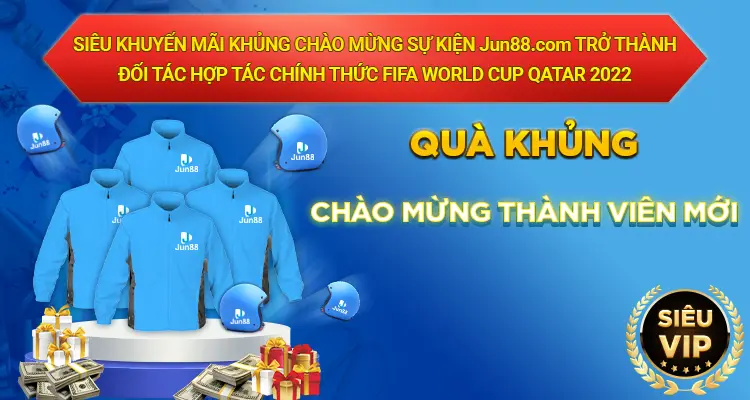 SIÊU KHUYẾN MÃI KHỦNG CHÀO MỪNG SỰ KIỆN Jun88.com TRỞ THÀNH
ĐỐI TÁC HỢP TÁC CHÍNH THỨC FIFA WORLD CUP QATAR 2022
QUÀ KHỦNG
CHÀO MỪNG THÀNH VIÊN MỚI
Jun88
Jun88
Jun88
Jun88
Jun88
Jun88
Jun88
SIÊU
VIP